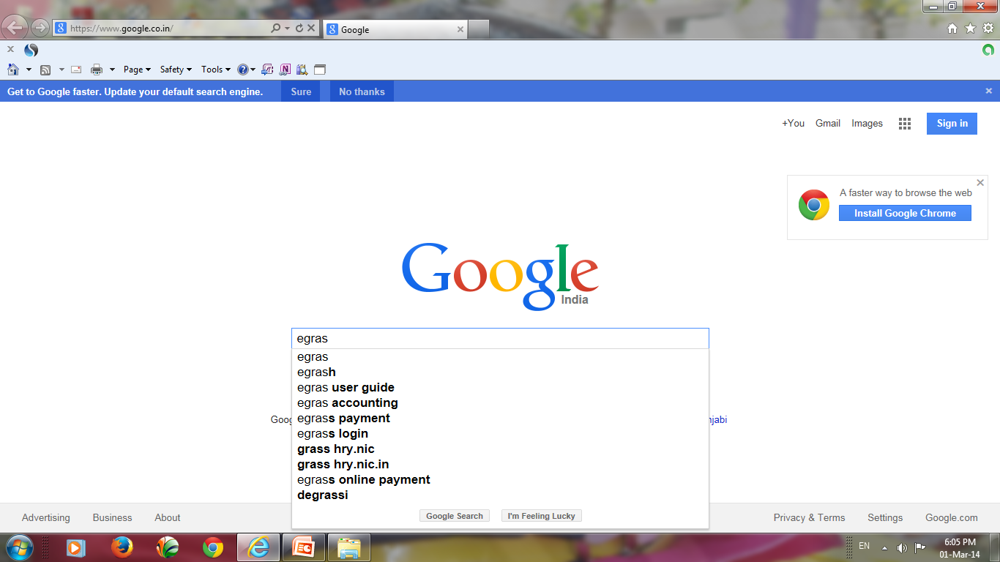 https://www.google.co.in/
Google
Page Safety Tools
Get to Google faster. Update your default search engine. Sure No thanks
+You Gmail Images Sign in
A faster way to browse the web
Install Google Chrome
Google
India
egras
egras
egrash
egras user guide
egras accounting
egrass payment
egrass login
grass hry.nic
grass hry.nic.in
egrass online payment
degrassi
Google Search I'm Feeling Lucky
Advertising Business About Privacy & Terms Settings Google.com
EN 6:05 PM
01-Mar-14